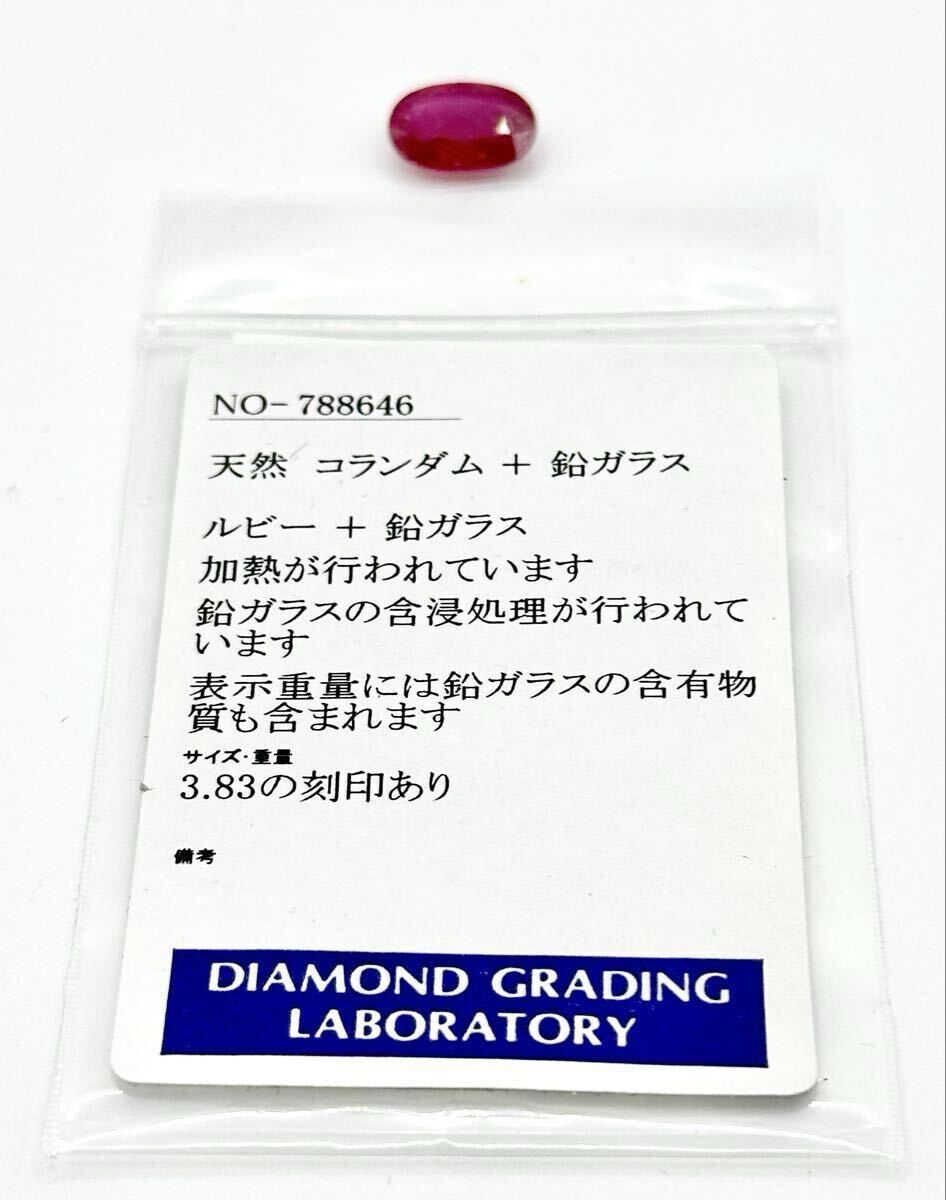 NO- 788646
天然 コランダム + 鉛ガラス
ルビー + 鉛ガラス
加熱が行われています
鉛ガラスの含浸処理が行われて
います
表示重量には鉛ガラスの含有物
質も含まれます
サイズ・重量
3.83の刻印あり
備考
DIAMOND GRADING
LABORATORY